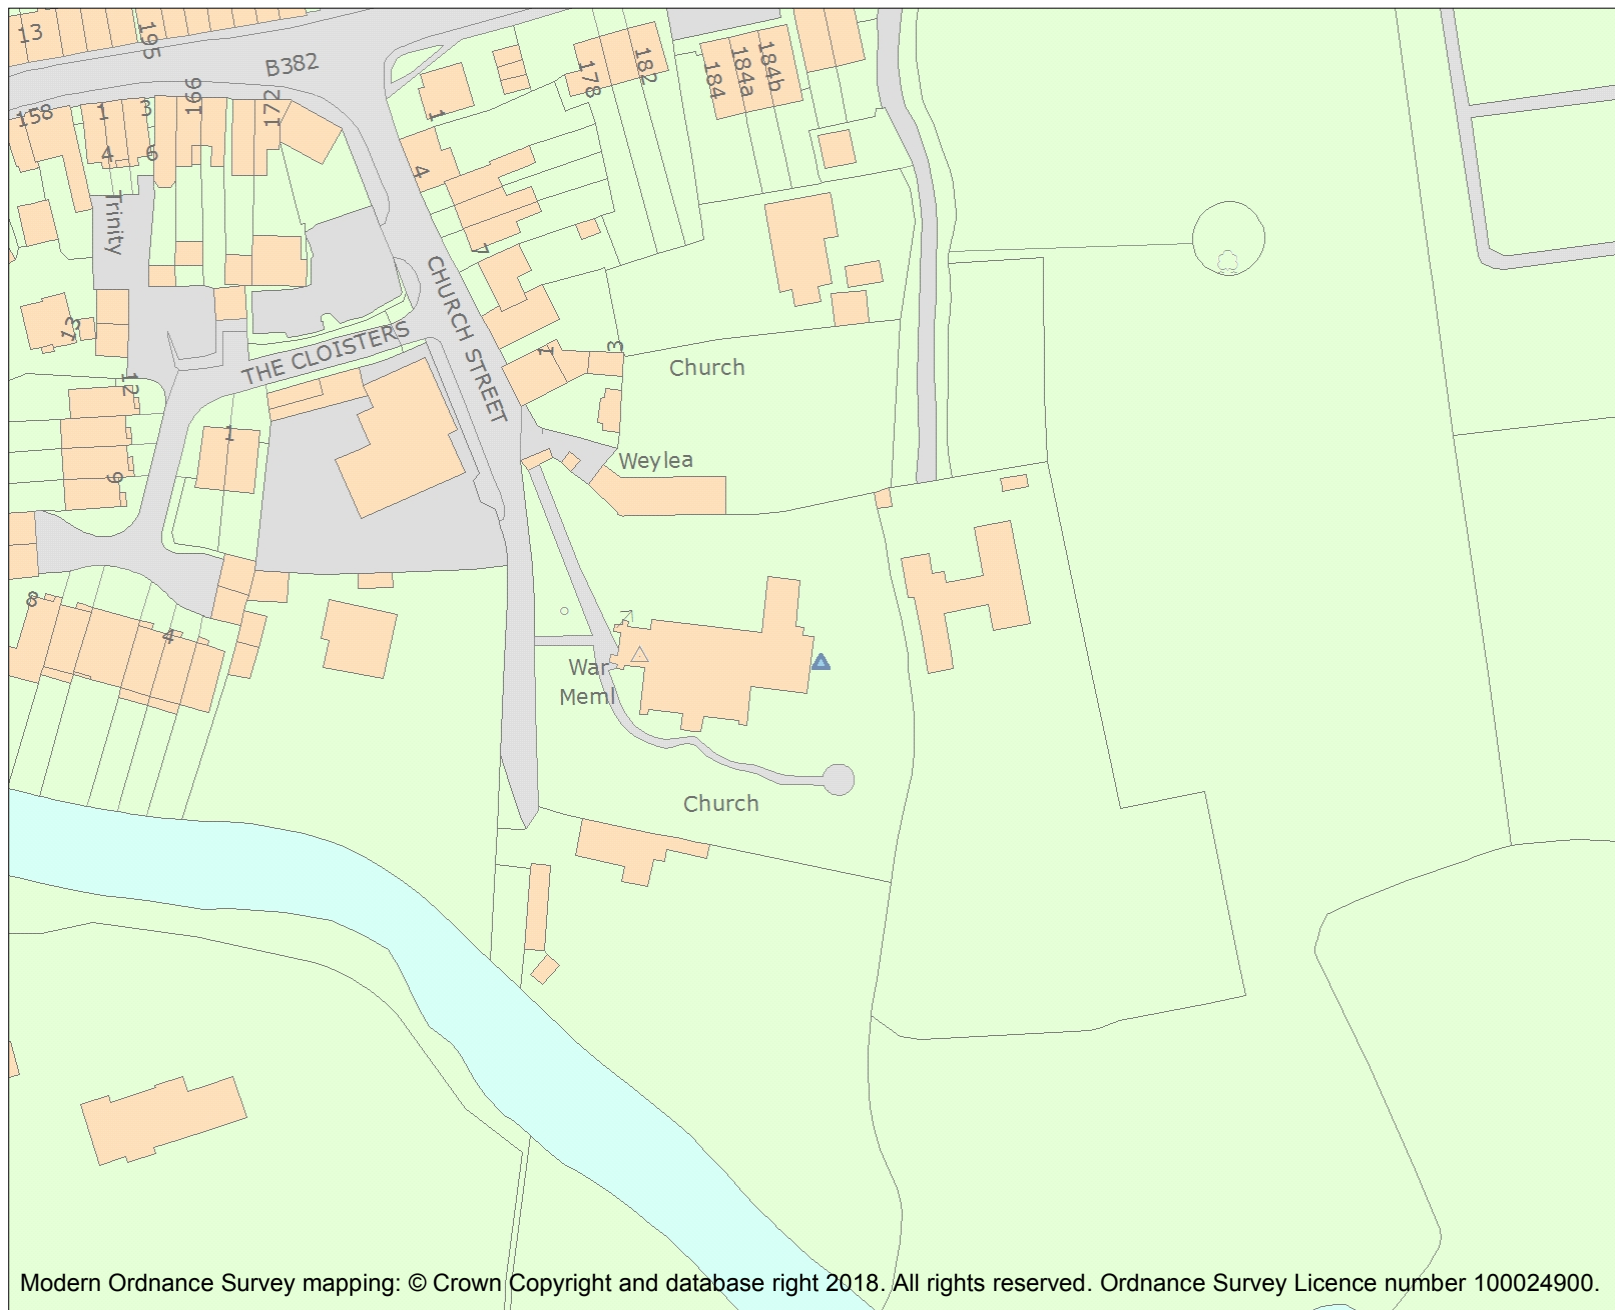 13
195
B382
178
182
184
184a
184b
158
1
3
166
172
1
4
6
4
Trinity
7
CHURCH STREET
13
THE CLOISTERS
1
3
Church
12
1
9
Weylea
8
4
War
Meml
Church
Modern Ordnance Survey mapping: © Crown Copyright and database right 2018. All rights reserved. Ordnance Survey Licence number 100024900.